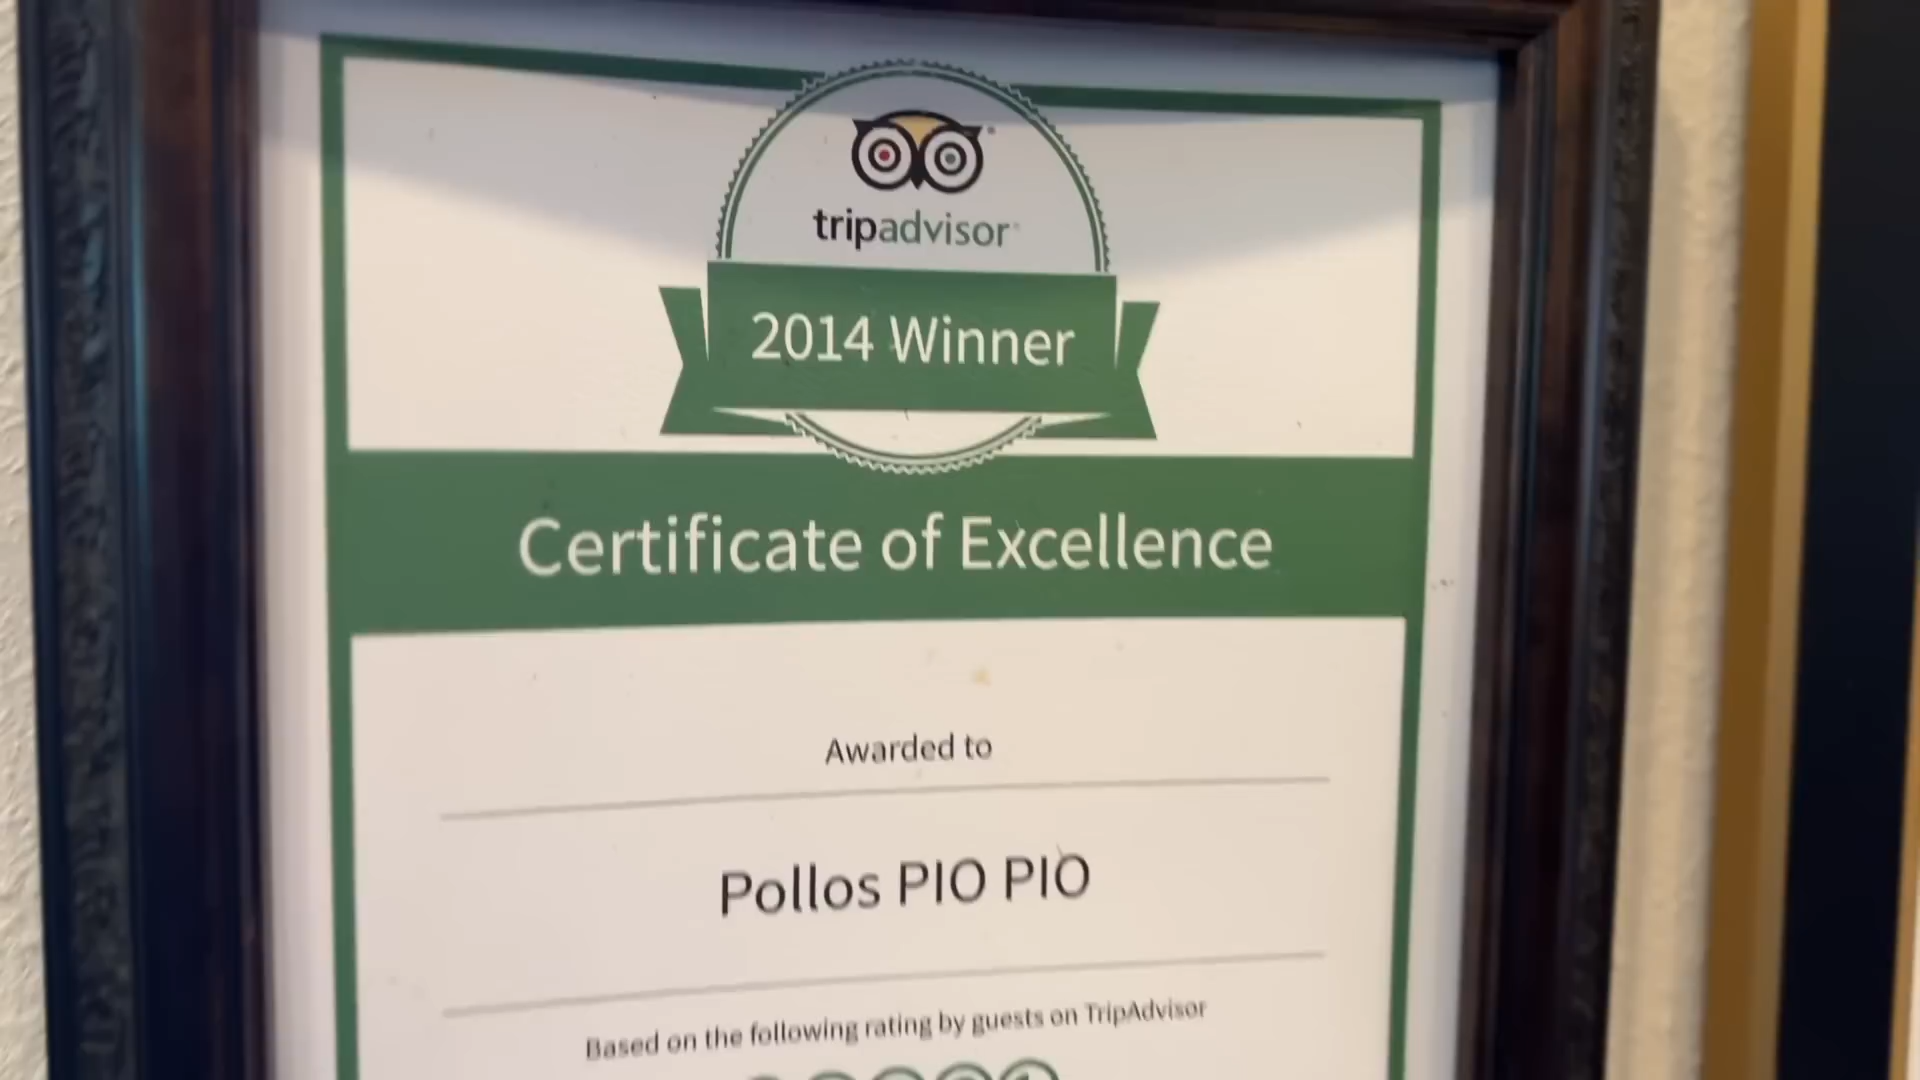 tripadvisor
2014 Winner
Certificate of Excellence
Awarded to
Pollos PIO PIO
Based on the following rating by guests on TripAdvisor